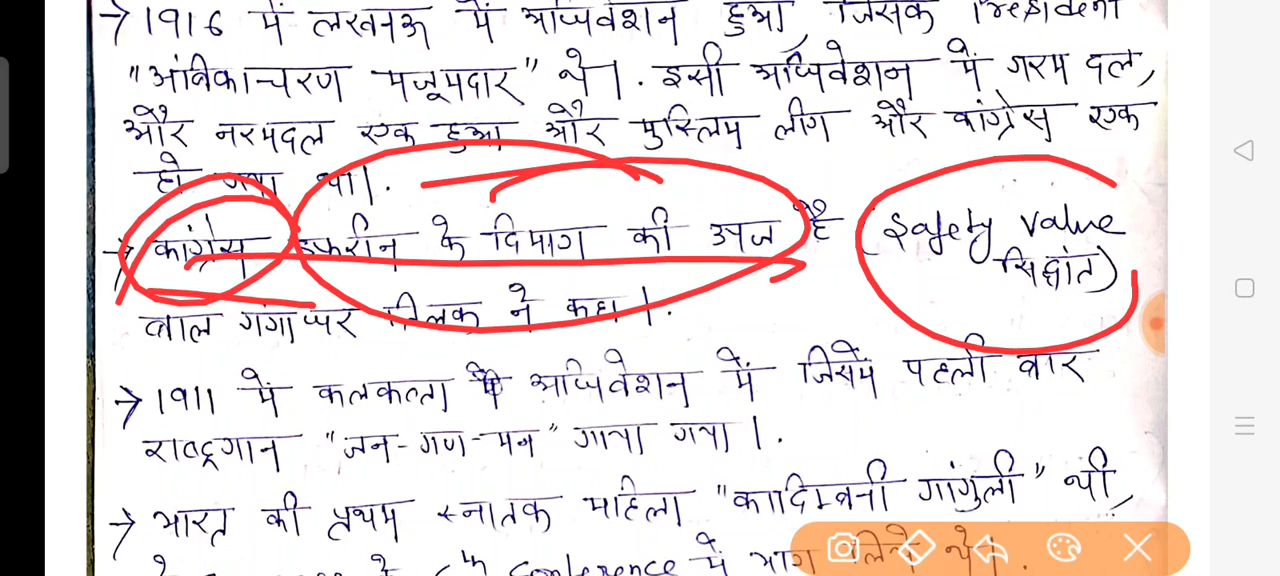 → 1916 में लखनऊ में अधिवेशन हुआ, जिसके President
"अंबिकाचरण मजूमदार" थे। इसी अधिवेशन में गरम दल,
और नरमदल एक हुआ और मुस्लिम लीग और कांग्रेस एक
हो गया था।
→ कांग्रेस डफरीन के दिमाग की उपज है (Safety value
सिद्धांत)
बाल गंगाधर तिलक ने कहा।
→ 1911 में कलकत्ता अधिवेशन में जिसमें पहली बार
राष्ट्रगान "जन-गण-मन" गाया गया।
→ भारत की प्रथम स्नातक महिला "कादिम्बनी गांगुली" थी,
के Conference में भाग लिये थे।